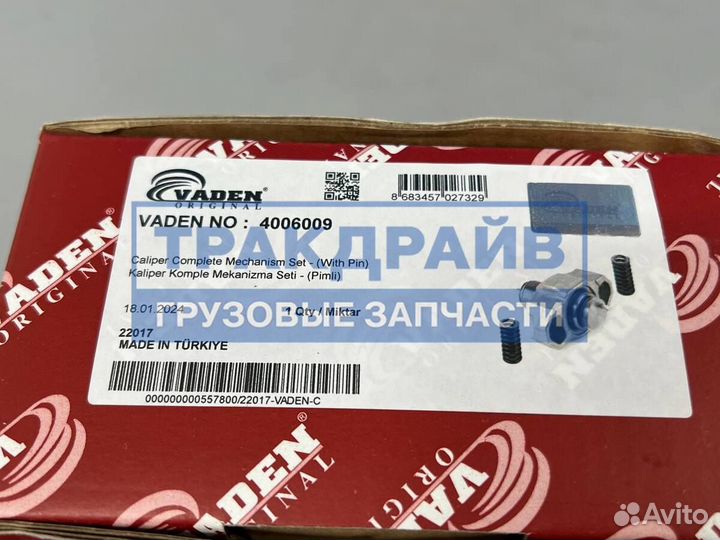 VADEN
ORIGINAL
8 683457 027329
VADEN NO : 4006009
ТРАКДРАЙВ
Caliper Complete Mechanism Set - (With Pin)
Kaliper Komple Mekanizma Seti - (Pimli)
18.01.2024
1 Qty / Miktar
ГРУЗОВЫЕ ЗАПЧАСТИ
22017
MADE IN TÜRKIYE
000000000557800/22017-VADEN-C
VADEN
ORIGINAL
VADEN
ORIGINAL
VADEN
ORIGINAL
VADEN
ORIGINAL
Avito